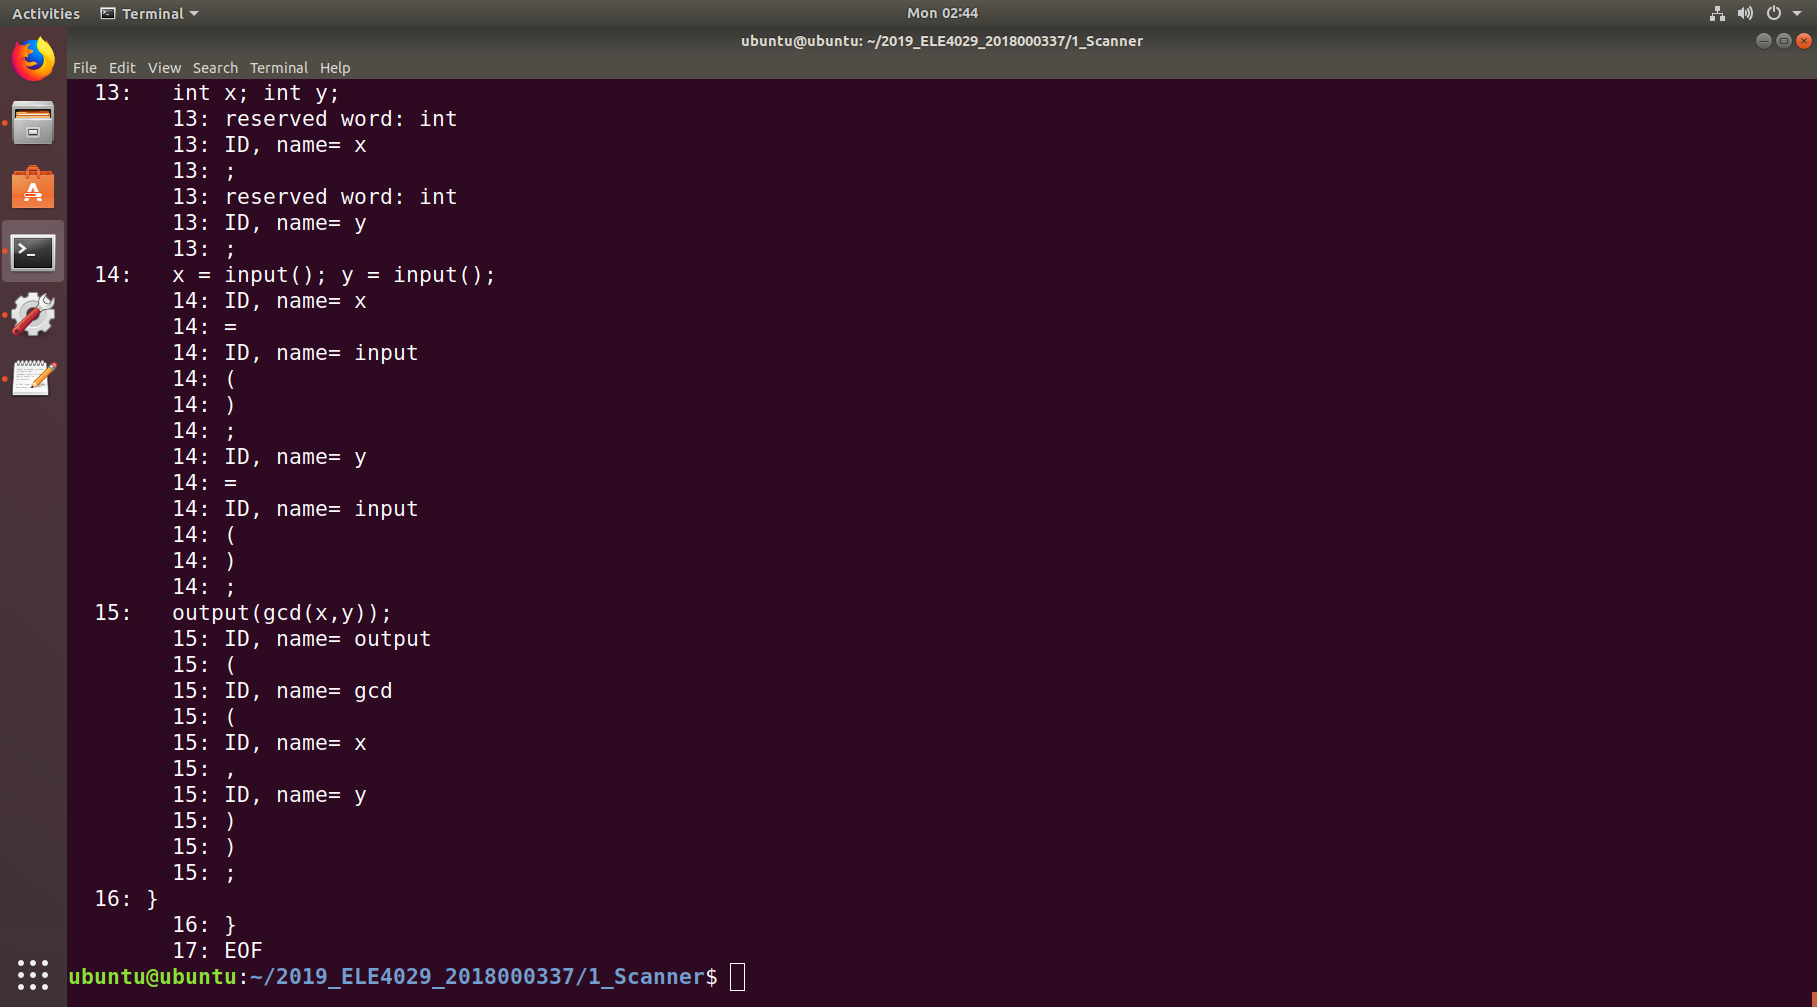 Activities Terminal Mon 02:44
ubuntu@ubuntu: ~/2019_ELE4029_2018000337/1_Scanner
File Edit View Search Terminal Help
13: int x; int y;
13: reserved word: int
13: ID, name= x
13: ;
13: reserved word: int
13: ID, name= y
13: ;
14: x = input(); y = input();
14: ID, name= x
14: =
14: ID, name= input
14: (
14: )
14: ;
14: ID, name= y
14: =
14: ID, name= input
14: (
14: )
14: ;
15: output(gcd(x,y));
15: ID, name= output
15: (
15: ID, name= gcd
15: (
15: ID, name= x
15: ,
15: ID, name= y
15: )
15: )
15: ;
16: }
16: }
17: EOF
ubuntu@ubuntu:~/2019_ELE4029_2018000337/1_Scanner$